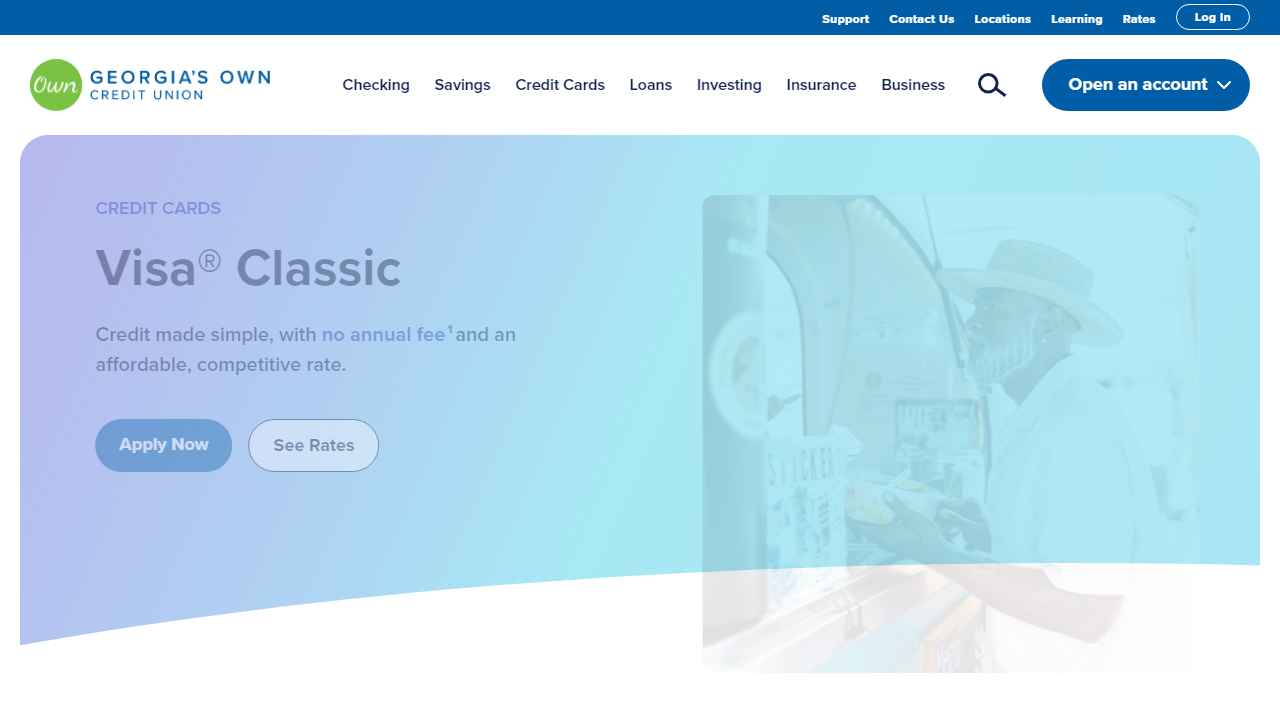 Support Contact Us Locations Learning Rates Log In
Own GEORGIA'S OWN
CREDIT UNION
Checking Savings Credit Cards Loans Investing Insurance Business Open an account
CREDIT CARDS
Visa® Classic
Credit made simple, with no annual fee¹ and an
affordable, competitive rate.
Apply Now See Rates